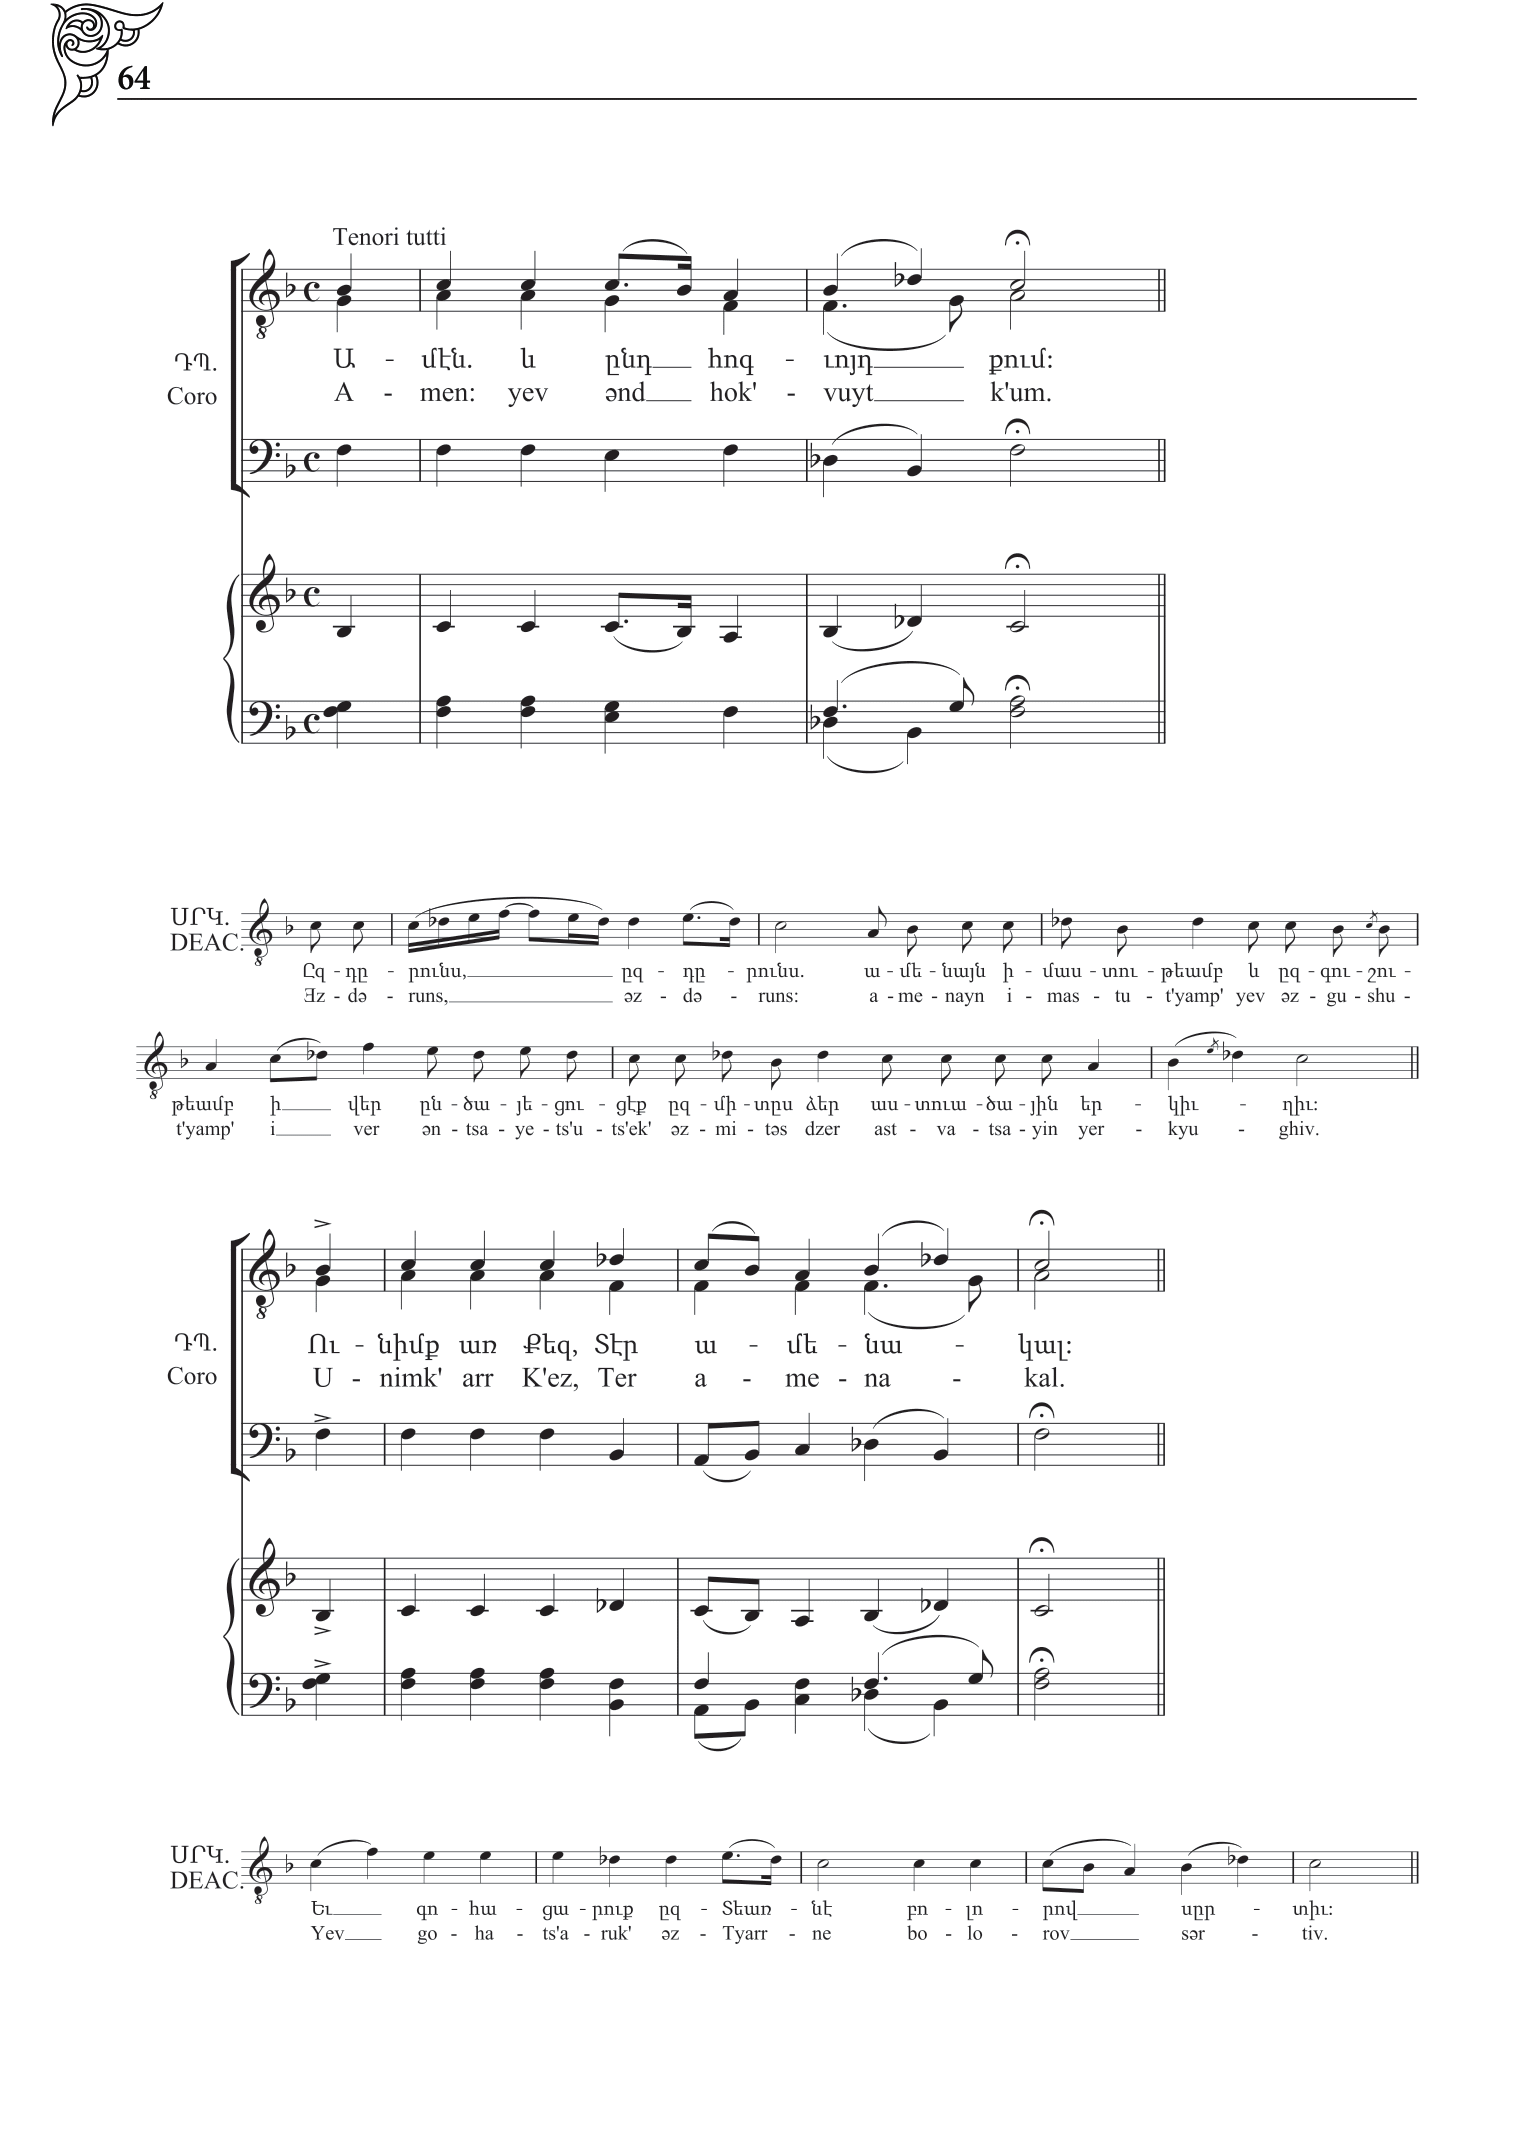 64
Tenori tutti
ԴՊ. Ա - մէն. և ընդ հոգ - ւոյդ քում:
Coro A - men: yev ənd hok' - vuyt k'um.
ՍՐԿ.
DEAC.
Ըզ - դը - րունս, ըզ - դը - րունս. ա - մե - նայն ի - մաս - տու - թեամբ և ըզ - գու - շու -
Əz - də - runs, əz - də - runs: a - me - nayn i - mas - tu - t'yamp' yev əz - gu - shu -
թեամբ ի վեր ըն - ծա - յե - ցու - ցէք ըզ - մի - տըս ձեր աս - տուա - ծա - յին եր - կիւ - ղիւ:
t'yamp' i ver ən - tsa - ye - ts'u - ts'ek' əz - mi - təs dzer ast - va - tsa - yin yer - kyu - ghiv.
ԴՊ. Ու - նիմք առ Քեզ, Տէր ա - մե - նա - կալ:
Coro U - nimk' arr K'ez, Ter a - me - na - kal.
ՍՐԿ.
DEAC.
Եւ գո - հա - ցա - րուք ըզ - Տեառ - նէ բո - լո - րով սըր - տիւ:
Yev go - ha - ts'a - ruk' əz - Tyarr - ne bo - lo - rov sər - tiv.